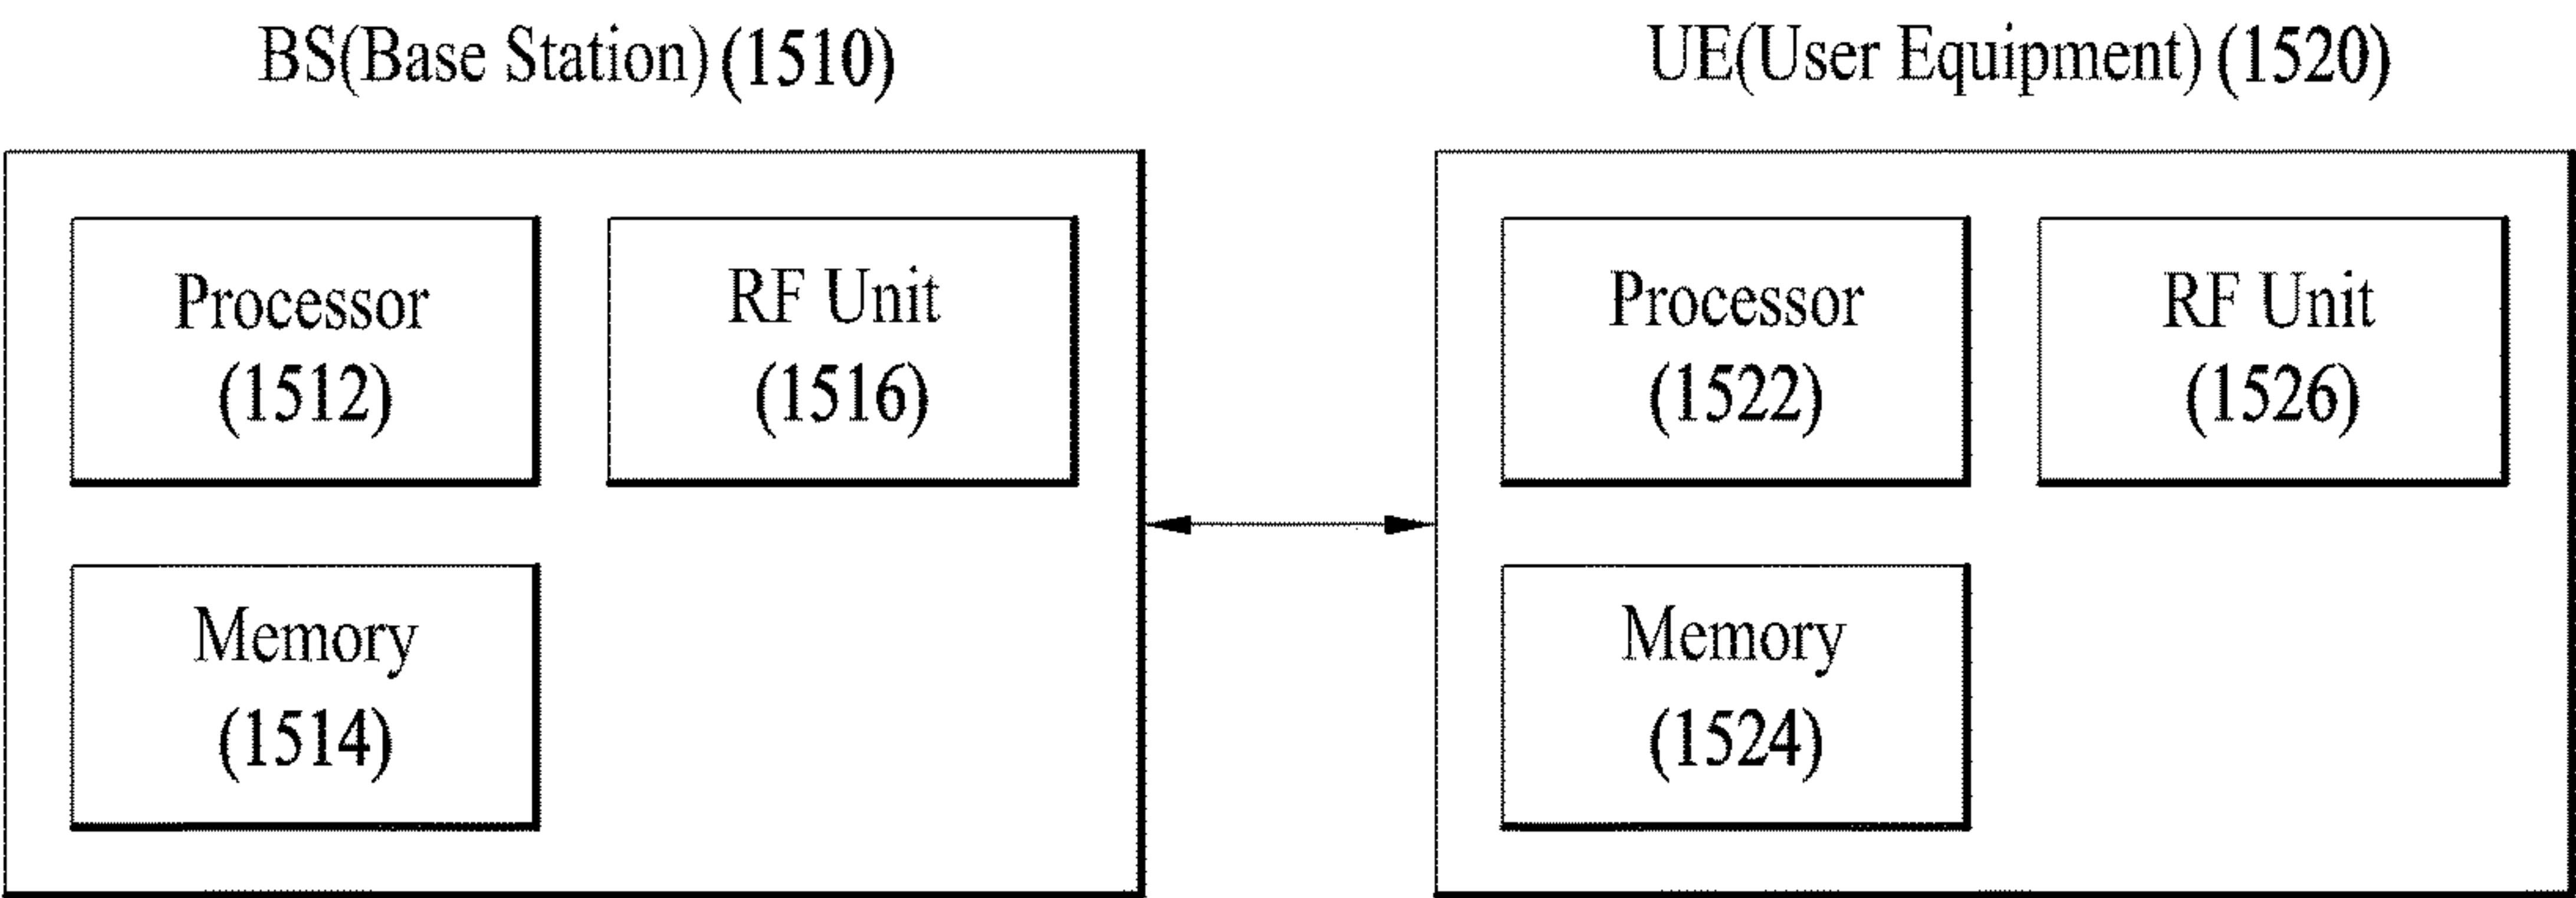 BS(Base Station) (1510)
UE(User Equipment) (1520)
Processor
(1512)
RF Unit
(1516)
Memory
(1514)
Processor
(1522)
RF Unit
(1526)
Memory
(1524)